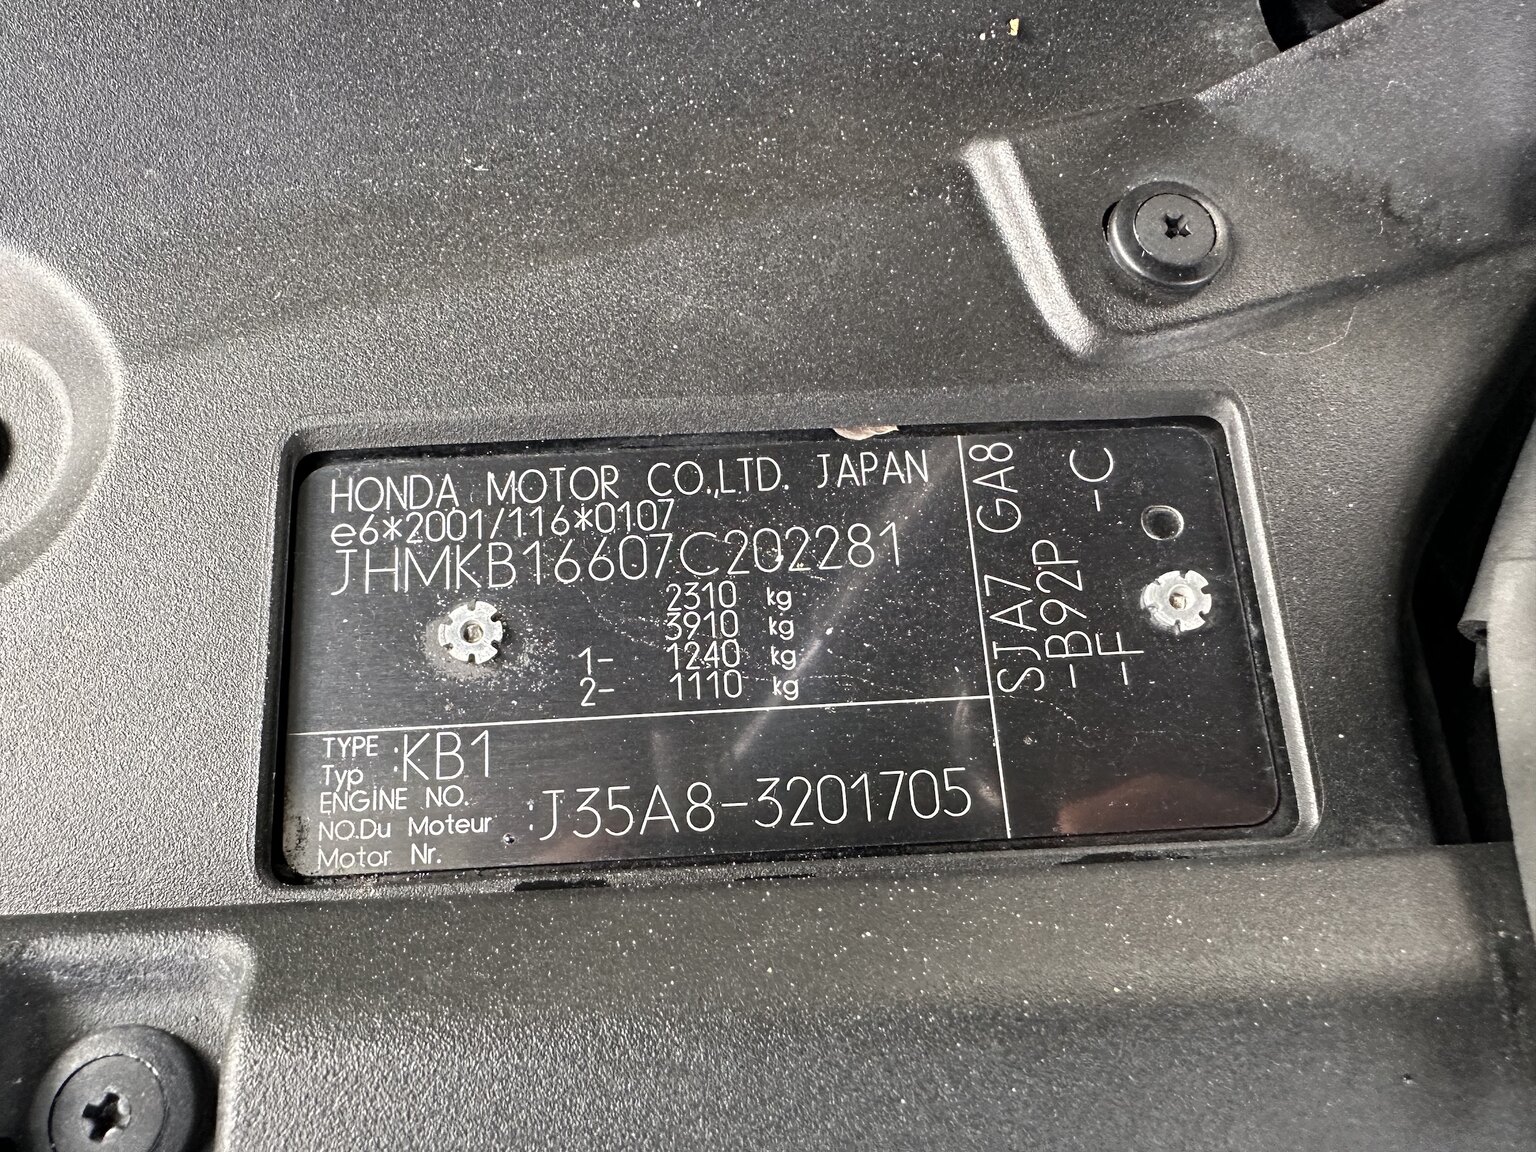 HONDA MOTOR CO.,LTD. JAPAN
e6*2001/116*0107
JHMKB16607C202281
2310 kg
3910 kg
1- 1240 kg
2- 1110 kg
TYPE
Typ :KB1
ENGINE NO.
NO.Du Moteur :J35A8-3201705
Motor Nr.
SJA7 GA8
-B92P -C
-F